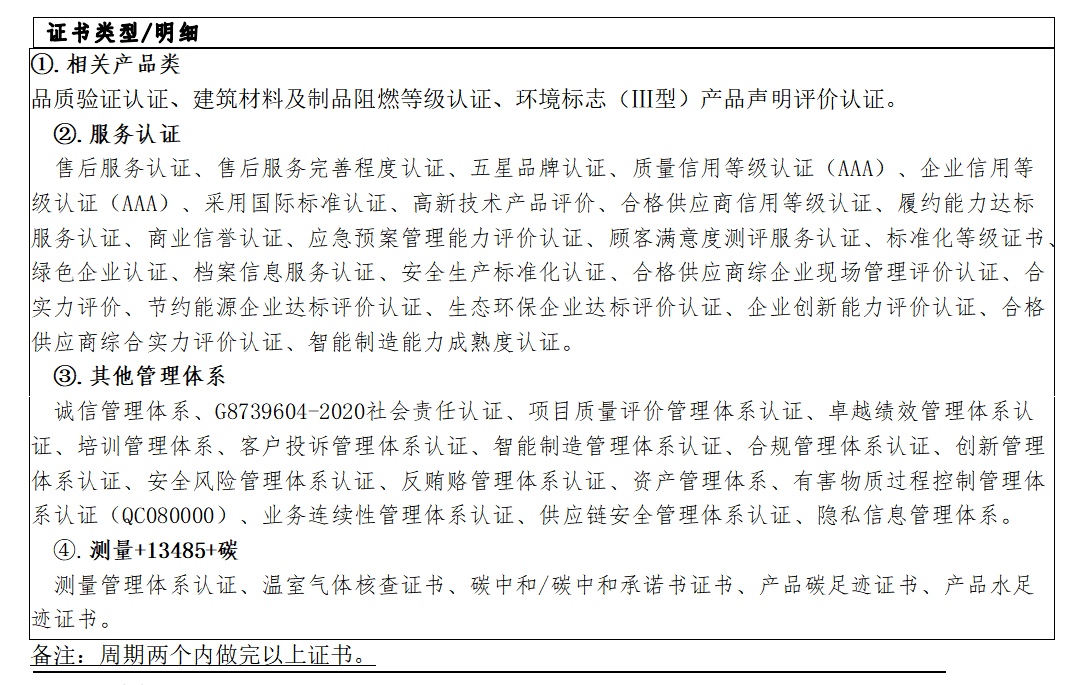 证书类型/明细
①.相关产品类
品质验证认证、建筑材料及制品阻燃等级认证、环境标志（Ⅲ型）产品声明评价认证。
②.服务认证
售后服务认证、售后服务完善程度认证、五星品牌认证、质量信用等级认证（AAA）、企业信用等
级认证（AAA）、采用国际标准认证、高新技术产品评价、合格供应商信用等级认证、履约能力达标
服务认证、商业信誉认证、应急预案管理能力评价认证、顾客满意度测评服务认证、标准化等级证书、
绿色企业认证、档案信息服务认证、安全生产标准化认证、合格供应商综企业现场管理评价认证、合
实力评价、节约能源企业达标评价认证、生态环保企业达标评价认证、企业创新能力评价认证、合格
供应商综合实力评价认证、智能制造能力成熟度认证。
③.其他管理体系
诚信管理体系、G8739604-2020社会责任认证、项目质量评价管理体系认证、卓越绩效管理体系认
证、培训管理体系、客户投诉管理体系认证、智能制造管理体系认证、合规管理体系认证、创新管理
体系认证、安全风险管理体系认证、反贿赂管理体系认证、资产管理体系、有害物质过程控制管理体
系认证（QC080000）、业务连续性管理体系认证、供应链安全管理体系认证、隐私信息管理体系。
④.测量+13485+碳
测量管理体系认证、温室气体核查证书、碳中和/碳中和承诺书证书、产品碳足迹证书、产品水足
迹证书。
备注：周期两个内做完以上证书。